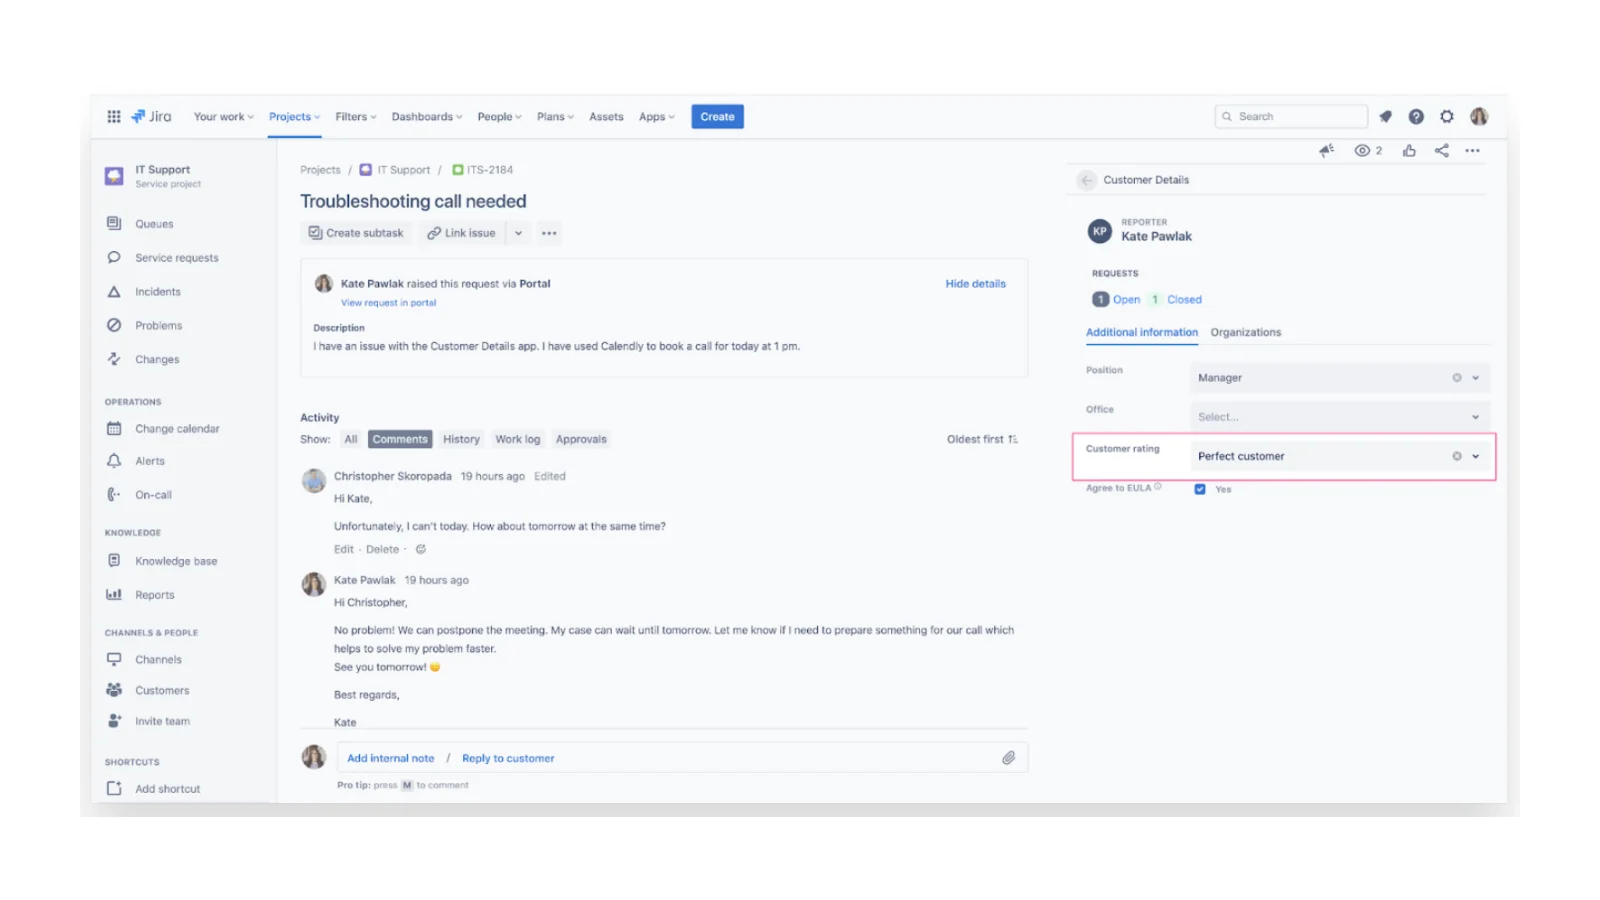 Jira Your work Projects Filters Dashboards People Plans Assets Apps Create Search
2
IT Support
Service project
Queues
Service requests
Incidents
Problems
Changes
OPERATIONS
Change calendar
Alerts
On-call
KNOWLEDGE
Knowledge base
Reports
CHANNELS & PEOPLE
Channels
Customers
Invite team
SHORTCUTS
Add shortcut
Projects / IT Support / ITS-2184
Troubleshooting call needed
Create subtask Link issue
Kate Pawlak raised this request via Portal Hide details
View request in portal
Description
I have an issue with the Customer Details app. I have used Calendly to book a call for today at 1 pm.
Activity
Show: All Comments History Work log Approvals Oldest first
Christopher Skoropada 19 hours ago Edited
Hi Kate,
Unfortunately, I can't today. How about tomorrow at the same time?
Edit · Delete ·
Kate Pawlak 19 hours ago
Hi Christopher,
No problem! We can postpone the meeting. My case can wait until tomorrow. Let me know if I need to prepare something for our call which
helps to solve my problem faster.
See you tomorrow! 😊
Best regards,
Kate
Add internal note / Reply to customer
Pro tip: press M to comment
Customer Details
KP REPORTER
Kate Pawlak
REQUESTS
1 Open 1 Closed
Additional information Organizations
Position Manager
Office Select...
Customer rating Perfect customer
Agree to EULA Yes